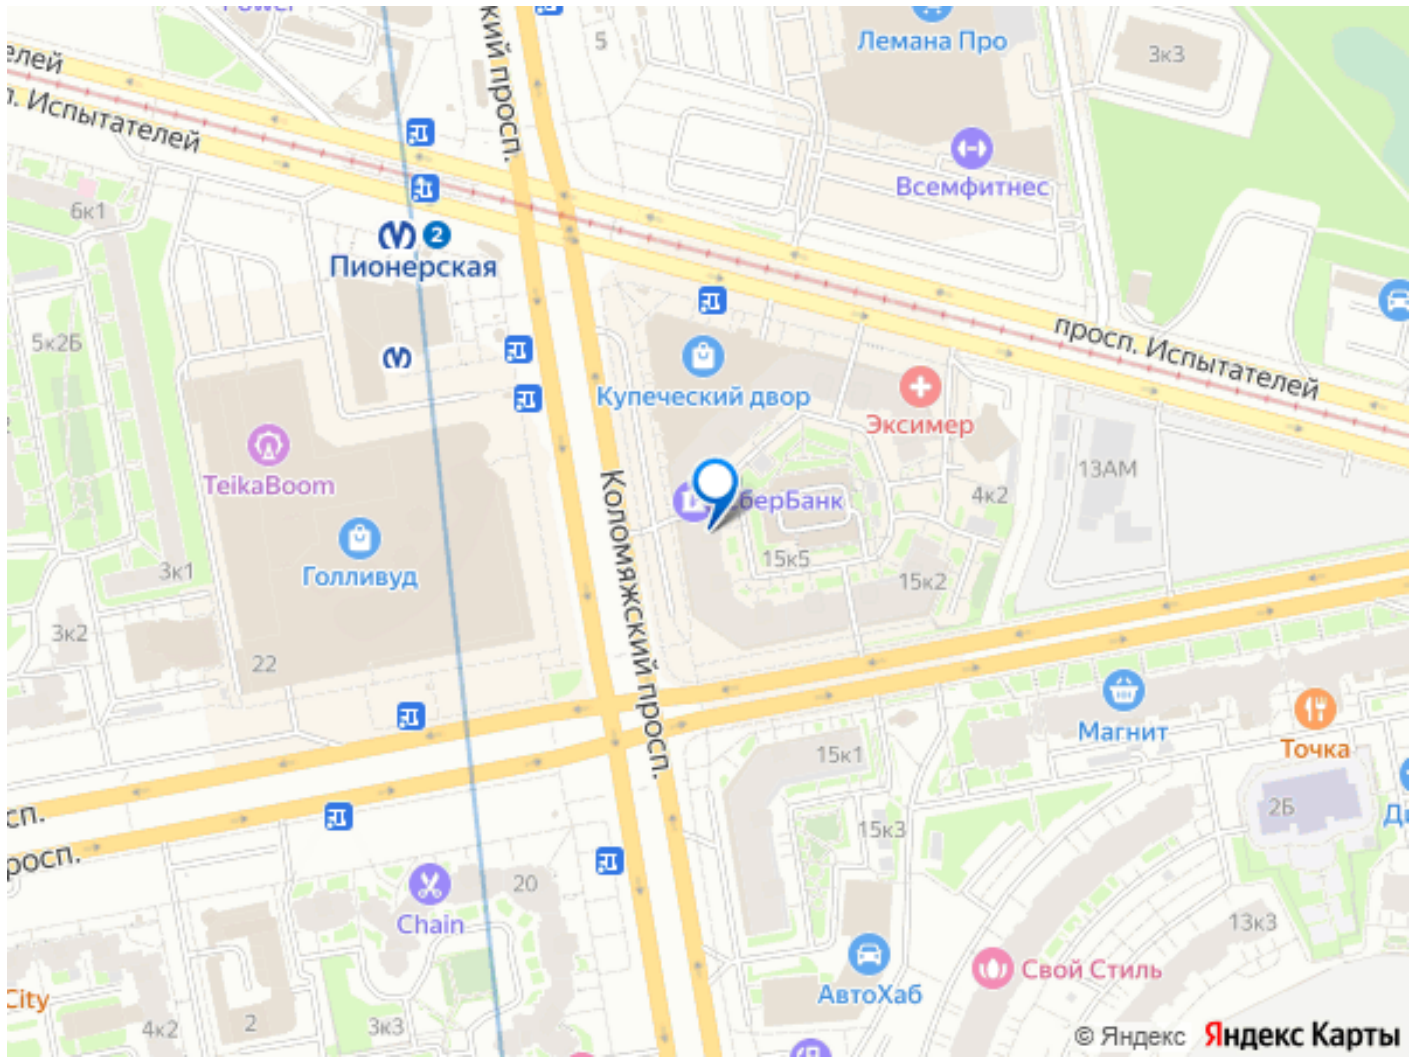 Power
5
Лемана Про
3к3
кий просп.
елей
п. Испытателей
Всемфитнес
6к1
2
Пионерская
5к2Б
просп. Испытателей
Купеческий двор
Эксимер
TeikaBoom
13АМ
4к2
берБанк
Коломяжский просп.
Голливуд
15к5
3к1
15к2
3к2
22
Магнит
Точка
15к1
сп.
2Б
росп.
15к3
20
Chain
13к3
Свой Стиль
АвтоХаб
City
4к2
2
3к3
© Яндекс Яндекс Карты